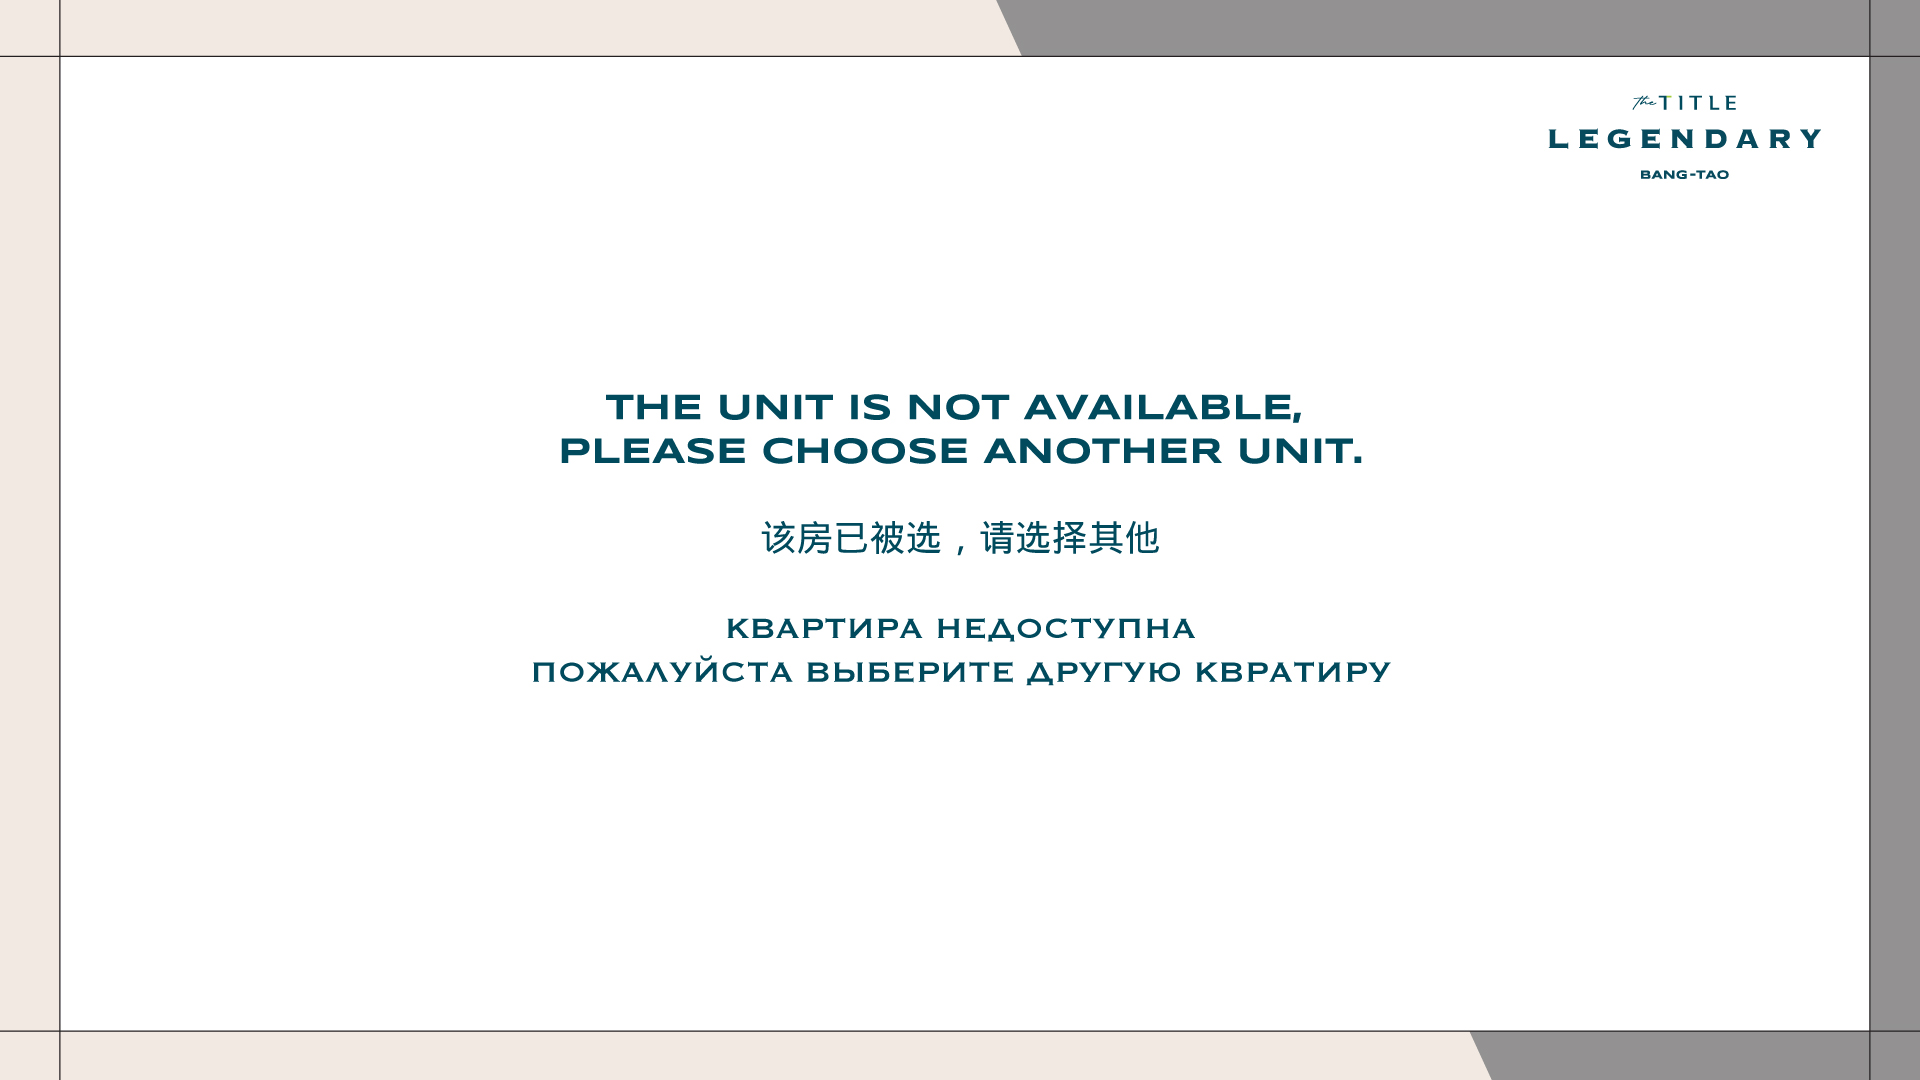 the TITLE
LEGENDARY
BANG-TAO
THE UNIT IS NOT AVAILABLE,
PLEASE CHOOSE ANOTHER UNIT.
该房已被选，请选择其他
КВАРТИРА НЕДОСТУПНА
ПОЖАЛУЙСТА ВЫБЕРИТЕ ДРУГУЮ КВРАТИРУ